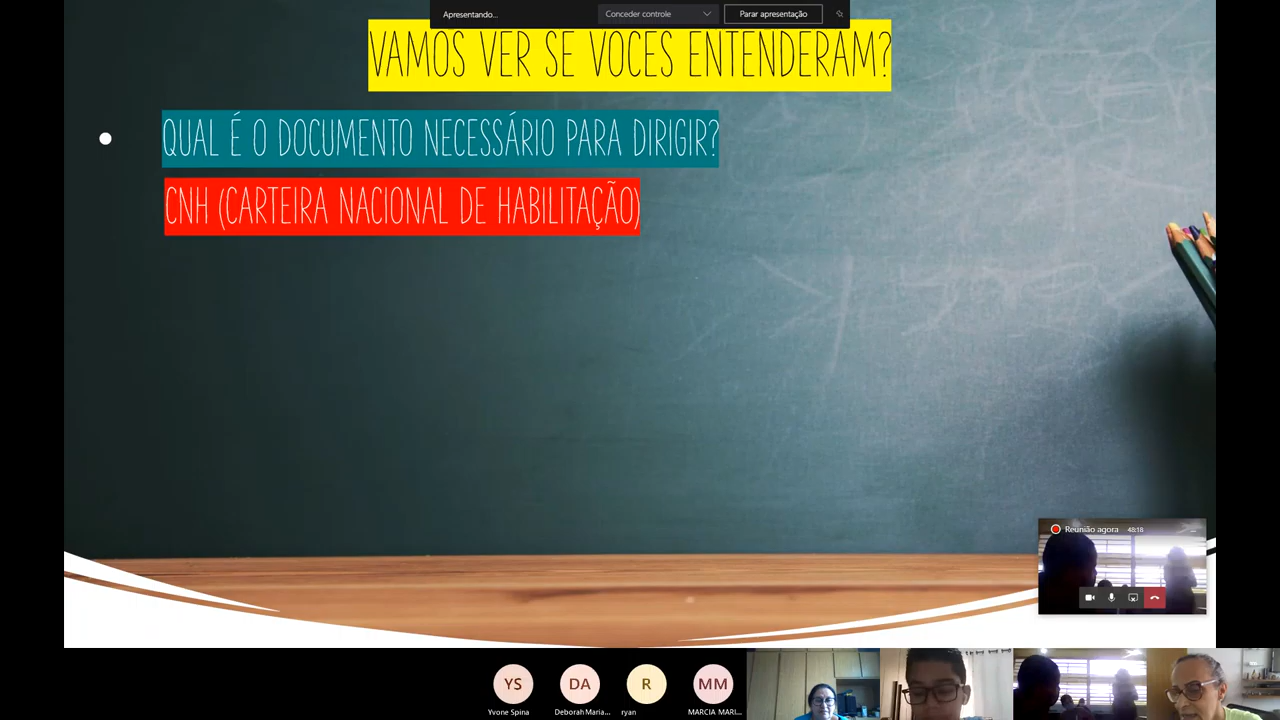 Apresentando...
Conceder controle
Parar apresentação
VAMOS VER SE VOCES ENTENDERAM?
QUAL É O DOCUMENTO NECESSÁRIO PARA DIRIGIR?
CNH (CARTEIRA NACIONAL DE HABILITAÇÃO)
Reunião agora 48:18
YS DA R MM
Yvone Spina Deborah Maria... ryan MARCIA MARI...